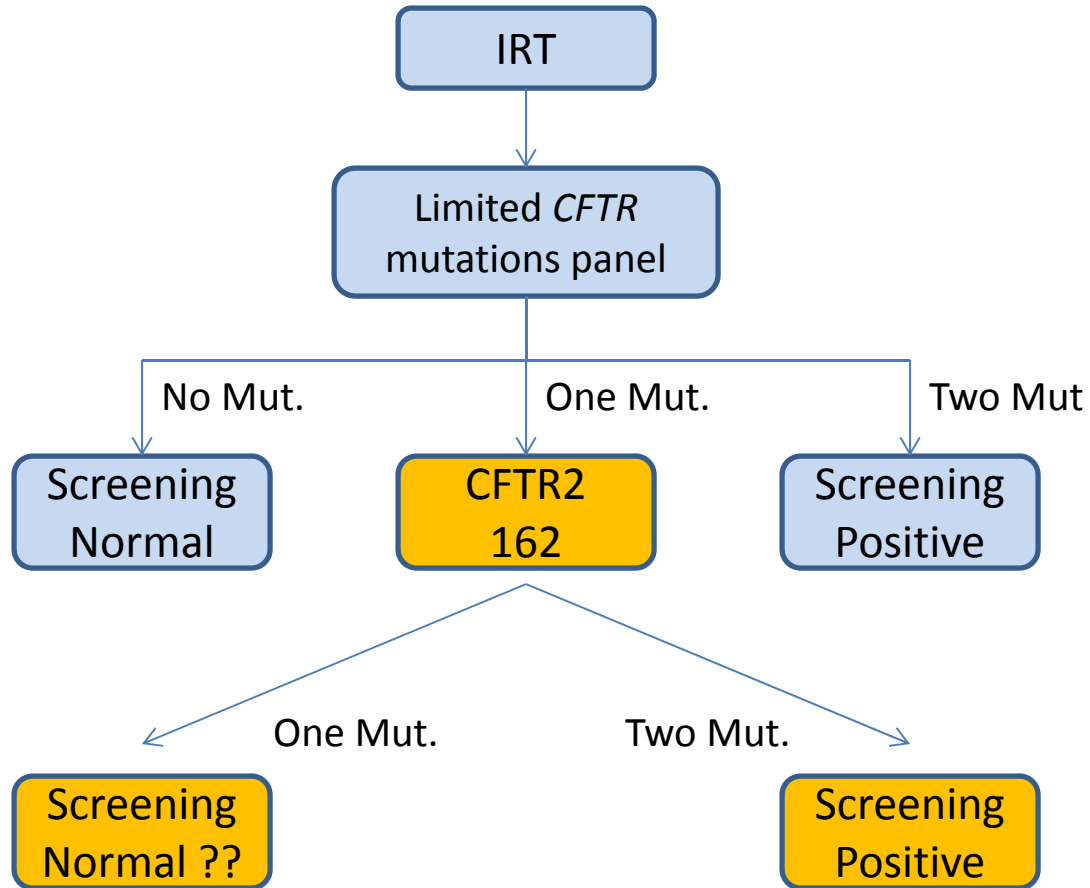 IRT
Limited CFTR
mutations panel
No Mut.
One Mut.
Two Mut
Screening
Normal
CFTR2
162
Screening
Positive
One Mut.
Two Mut.
Screening
Normal ??
Screening
Positive